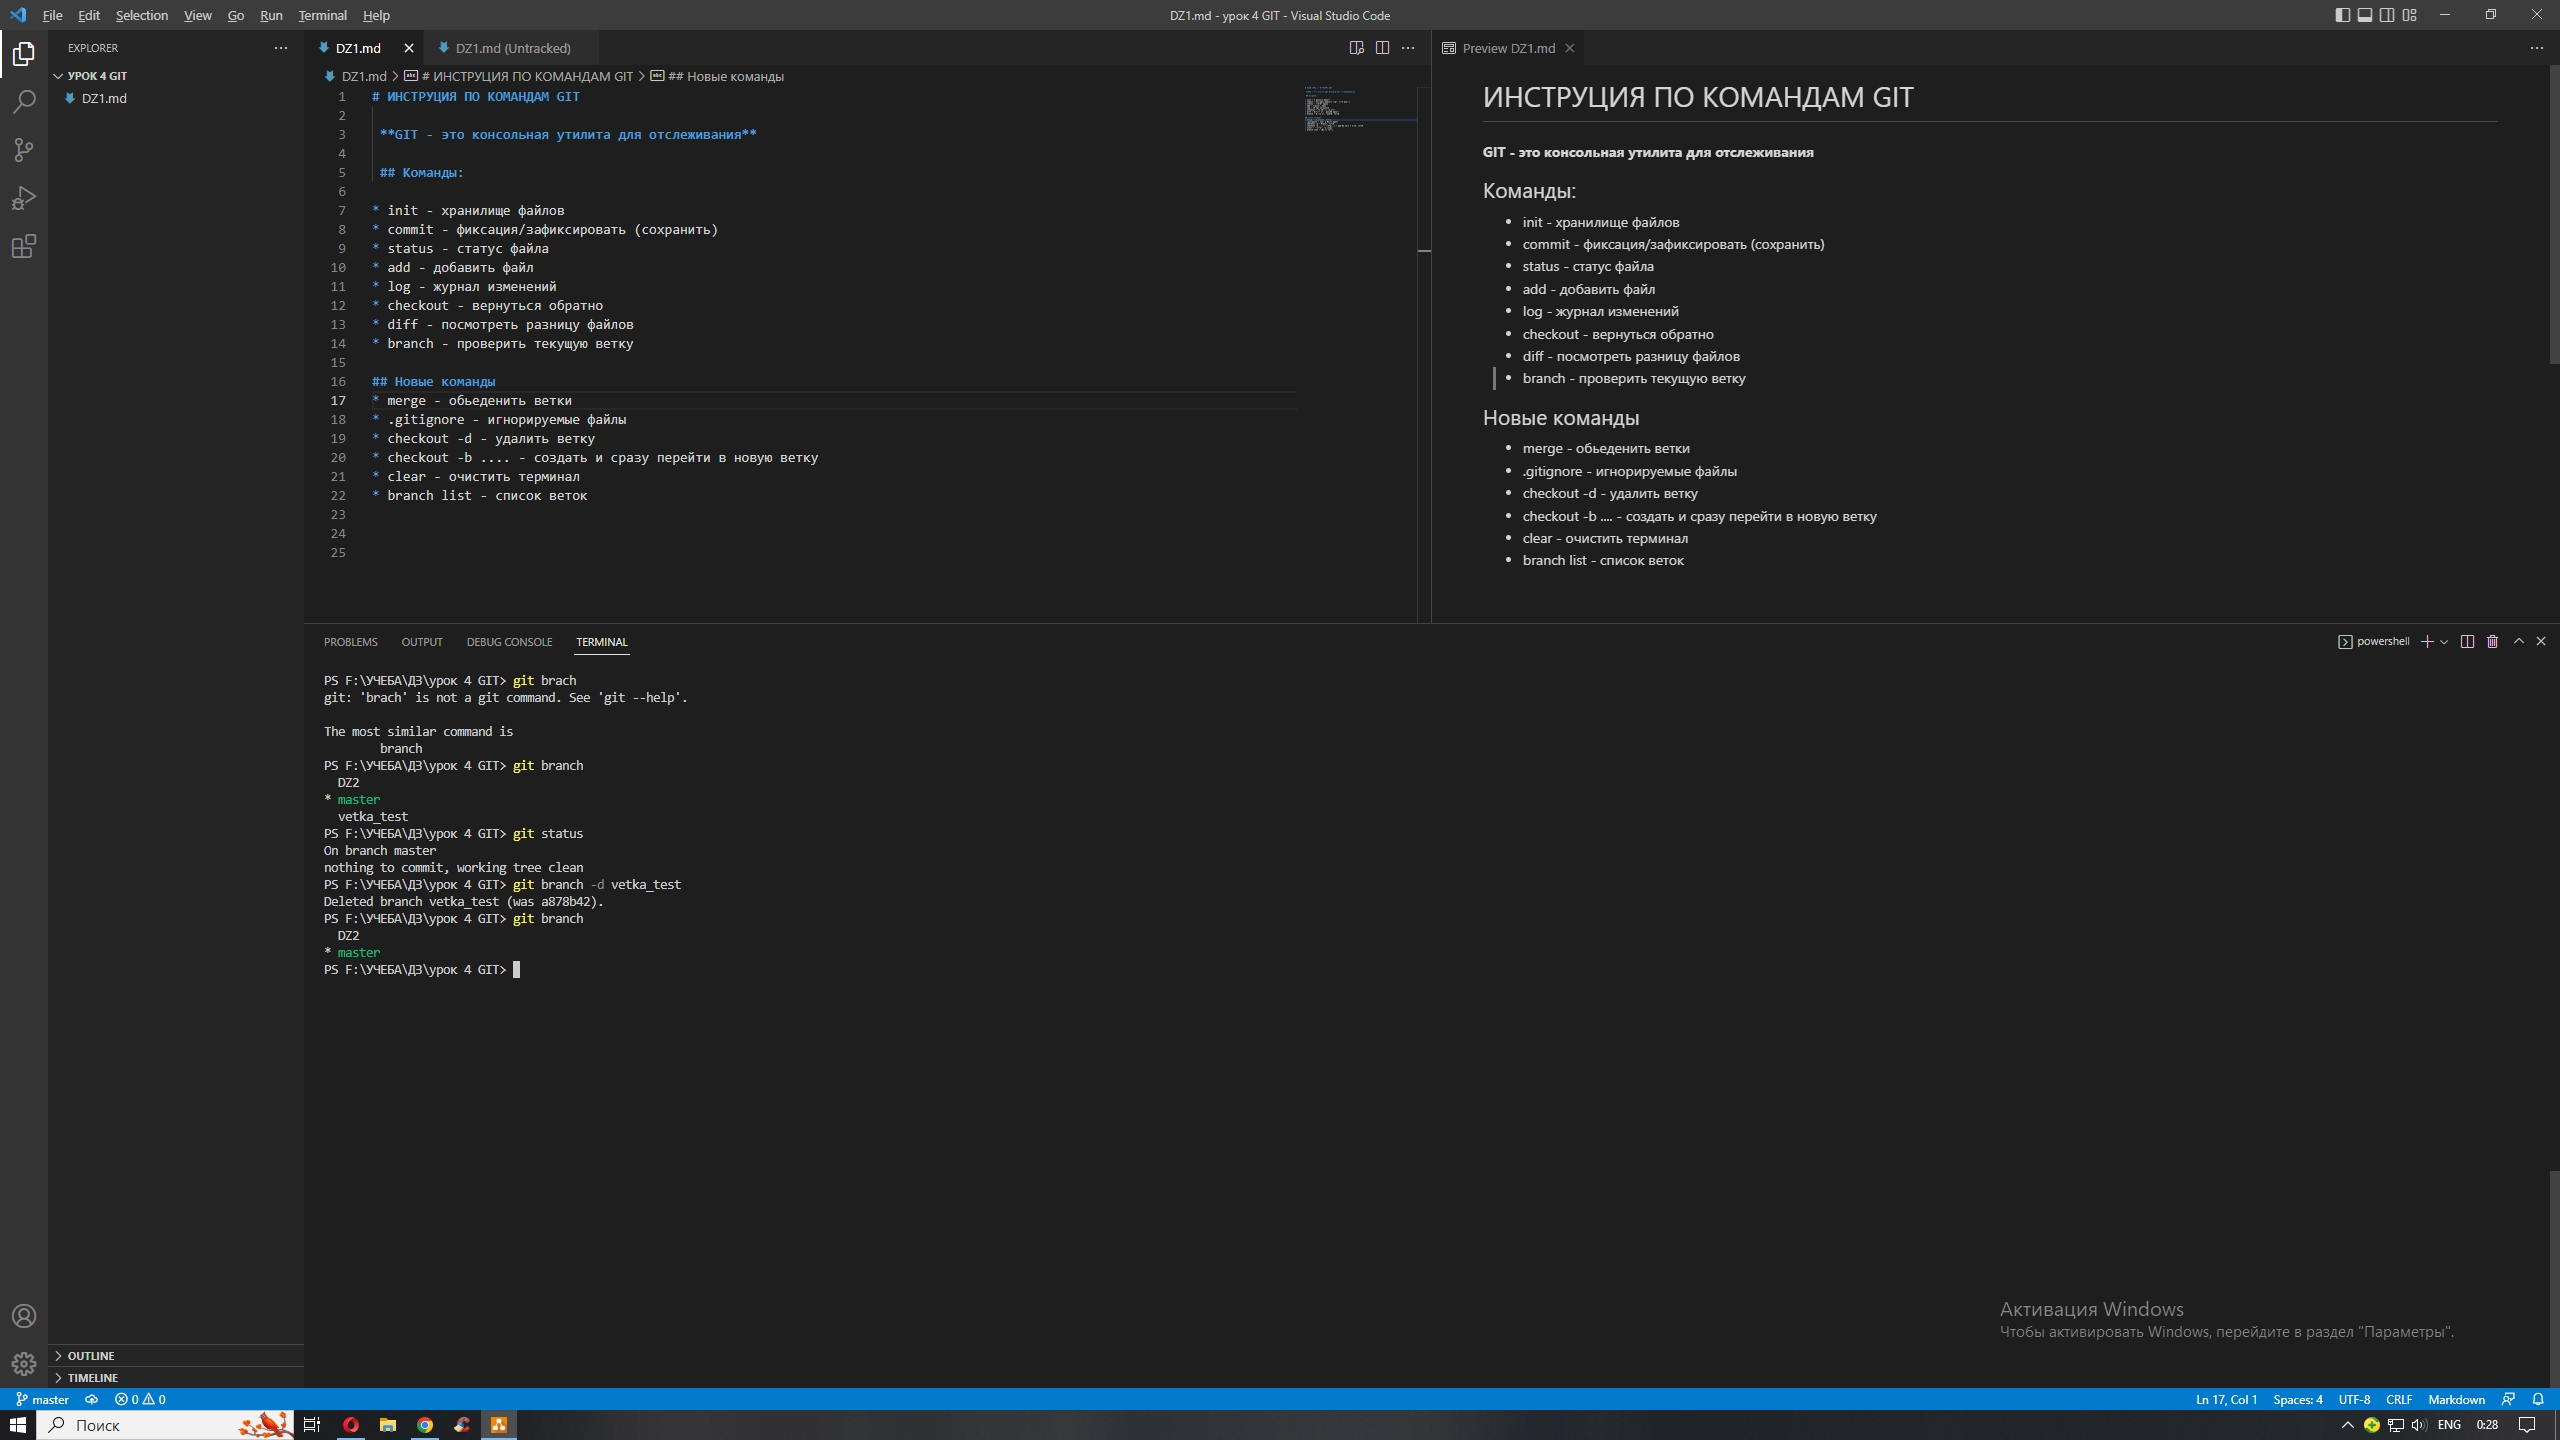 File Edit Selection View Go Run Terminal Help
DZ1.md - урок 4 GIT - Visual Studio Code
EXPLORER
УРОК 4 GIT
DZ1.md
OUTLINE
TIMELINE
DZ1.md
DZ1.md (Untracked)
DZ1.md > # ИНСТРУЦИЯ ПО КОМАНДАМ GIT > ## Новые команды
1 # ИНСТРУЦИЯ ПО КОМАНДАМ GIT
2
3 **GIT - это консольная утилита для отслеживания**
4
5 ## Команды:
6
7 * init - хранилище файлов
8 * commit - фиксация/зафиксировать (сохранить)
9 * status - статус файла
10 * add - добавить файл
11 * log - журнал изменений
12 * checkout - вернуться обратно
13 * diff - посмотреть разницу файлов
14 * branch - проверить текущую ветку
15
16 ## Новые команды
17 * merge - обьеденить ветки
18 * .gitignore - игнорируемые файлы
19 * checkout -d - удалить ветку
20 * checkout -b .... - создать и сразу перейти в новую ветку
21 * clear - очистить терминал
22 * branch list - список веток
23
24
25
Preview DZ1.md
ИНСТРУЦИЯ ПО КОМАНДАМ GIT
GIT - это консольная утилита для отслеживания
Команды:
• init - хранилище файлов
• commit - фиксация/зафиксировать (сохранить)
• status - статус файла
• add - добавить файл
• log - журнал изменений
• checkout - вернуться обратно
• diff - посмотреть разницу файлов
• branch - проверить текущую ветку
Новые команды
• merge - обьеденить ветки
• .gitignore - игнорируемые файлы
• checkout -d - удалить ветку
• checkout -b .... - создать и сразу перейти в новую ветку
• clear - очистить терминал
• branch list - список веток
PROBLEMS OUTPUT DEBUG CONSOLE TERMINAL
powershell
PS F:\УЧЕБА\ДЗ\урок 4 GIT> git brach
git: 'brach' is not a git command. See 'git --help'.
The most similar command is
branch
PS F:\УЧЕБА\ДЗ\урок 4 GIT> git branch
DZ2
* master
vetka_test
PS F:\УЧЕБА\ДЗ\урок 4 GIT> git status
On branch master
nothing to commit, working tree clean
PS F:\УЧЕБА\ДЗ\урок 4 GIT> git branch -d vetka_test
Deleted branch vetka_test (was a878b42).
PS F:\УЧЕБА\ДЗ\урок 4 GIT> git branch
DZ2
* master
PS F:\УЧЕБА\ДЗ\урок 4 GIT>
Активация Windows
Чтобы активировать Windows, перейдите в раздел "Параметры".
master 0 0
Ln 17, Col 1 Spaces: 4 UTF-8 CRLF Markdown
Поиск
ENG 0:28